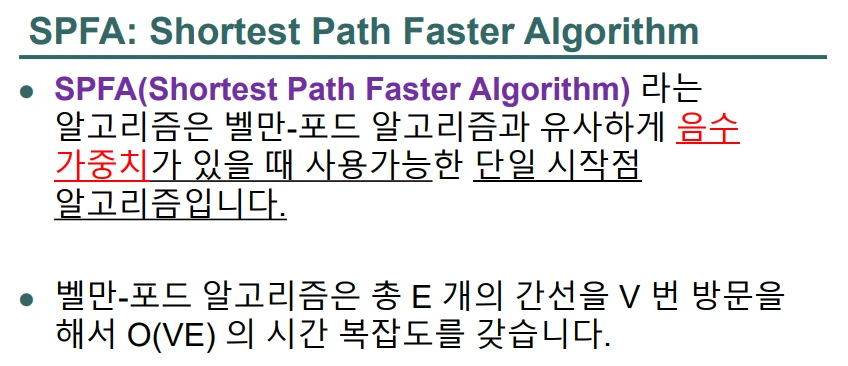 SPFA: Shortest Path Faster Algorithm
● SPFA(Shortest Path Faster Algorithm) 라는
알고리즘은 벨만-포드 알고리즘과 유사하게 음수
가중치가 있을 때 사용가능한 단일 시작점
알고리즘입니다.
● 벨만-포드 알고리즘은 총 E 개의 간선을 V 번 방문을
해서 O(VE) 의 시간 복잡도를 갖습니다.